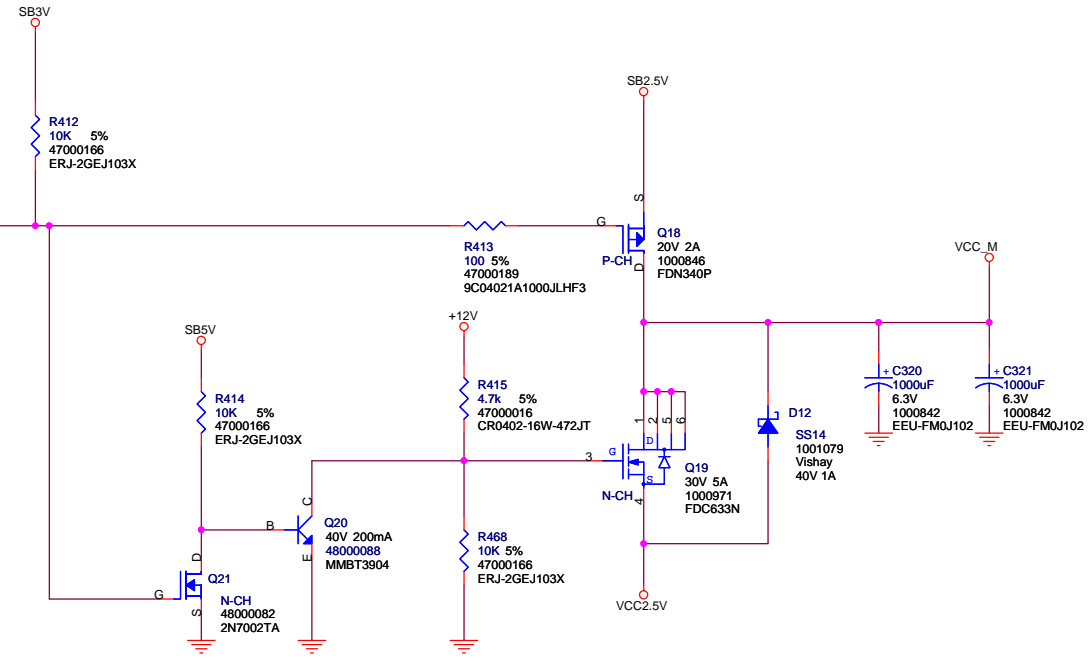 SB3V
R412
10K 5%
47000166
ERJ-2GEJ103X
SB2.5V
S
G
Q18
20V 2A
1000846
FDN340P
P-CH
D
R413
100 5%
47000189
9C04021A1000JLHF3
VCC_M
SB5V
+12V
R414
10K 5%
47000166
ERJ-2GEJ103X
R415
4.7k 5%
47000016
CR0402-16W-472JT
+ C320
1000uF
6.3V
1000842
EEU-FM0J102
+ C321
1000uF
6.3V
1000842
EEU-FM0J102
D12
SS14
1001079
Vishay
40V 1A
1
2
5
6
D
3
G
S
4
Q19
30V 5A
1000971
FDC633N
N-CH
C
B
E
Q20
40V 200mA
48000088
MMBT3904
R468
10K 5%
47000166
ERJ-2GEJ103X
D
G
S
Q21
N-CH
48000082
2N7002TA
VCC2.5V